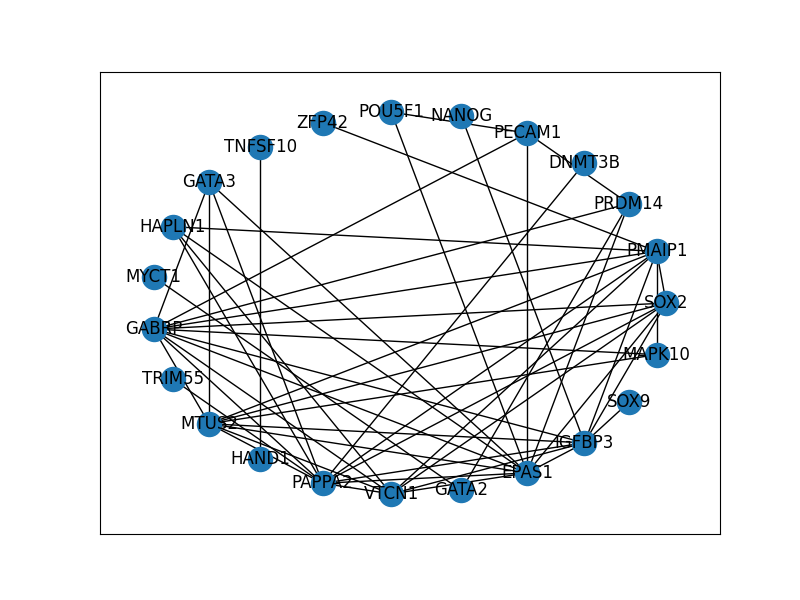 POU5F1
NANOG
ZFP42
PECAM1
TNFSF10
DNMT3B
GATA3
PRDM14
HAPLN1
PMAIP1
MYCT1
SOX2
GABRP
MAPK10
TRIM55
SOX9
MTUS2
IGFBP3
HAND1
EPAS1
PAPPA2
GATA2
VTCN1